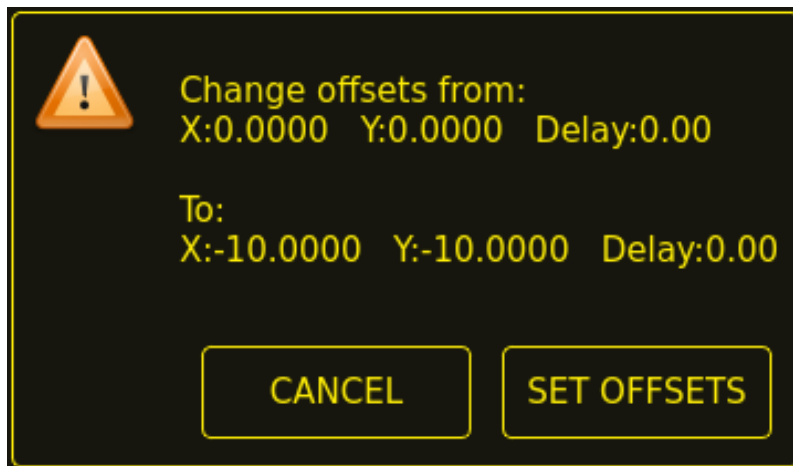 Change offsets from:
X:0.0000 Y:0.0000 Delay:0.00
To:
X:-10.0000 Y:-10.0000 Delay:0.00
CANCEL SET OFFSETS